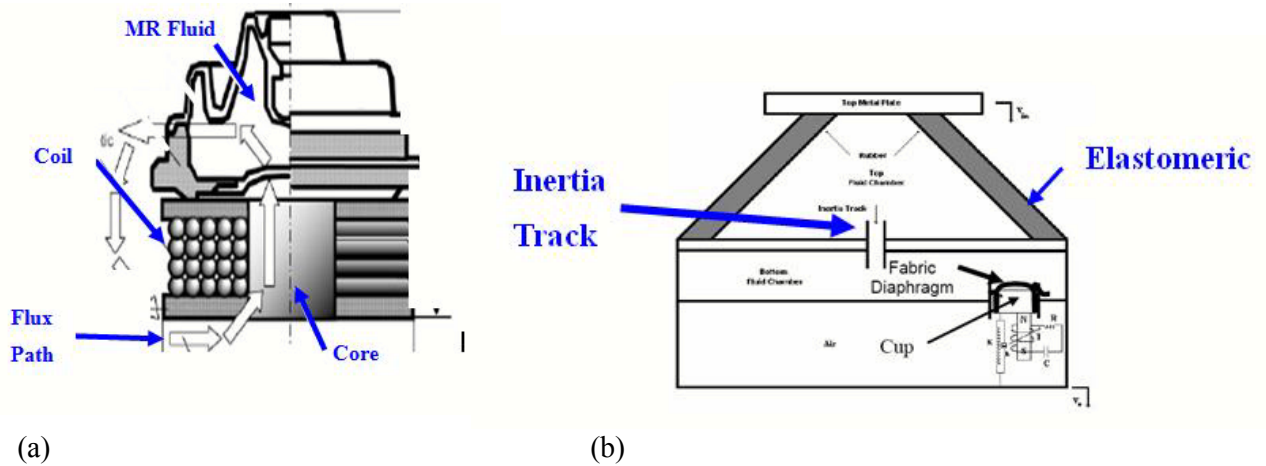 MR Fluid
Coil
Flux
Path
Core
Top Metal Plate
Rubber
Top
Fluid Chamber
Elastomeric
Inertia
Track
Inertia Track
Bottom
Fluid Chamber
Fabric
Diaphragm
Air
Cup
N
S
K
R
C
(a)
(b)